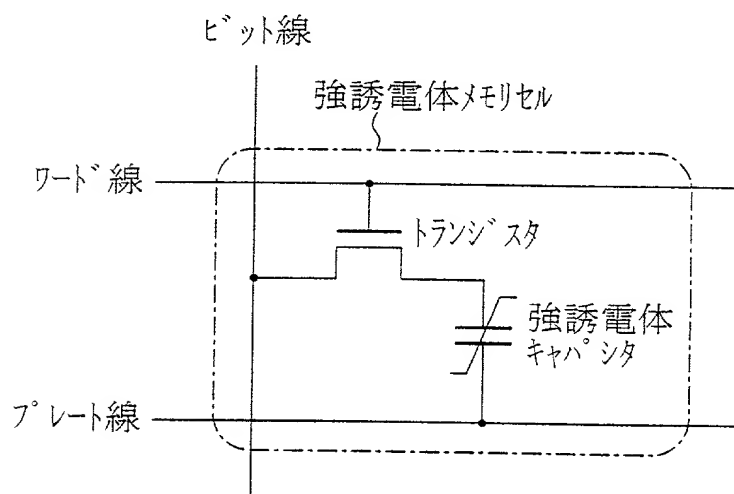 ビット線
強誘電体メモリセル
ワード線
トランジスタ
強誘電体
キャパシタ
プレート線